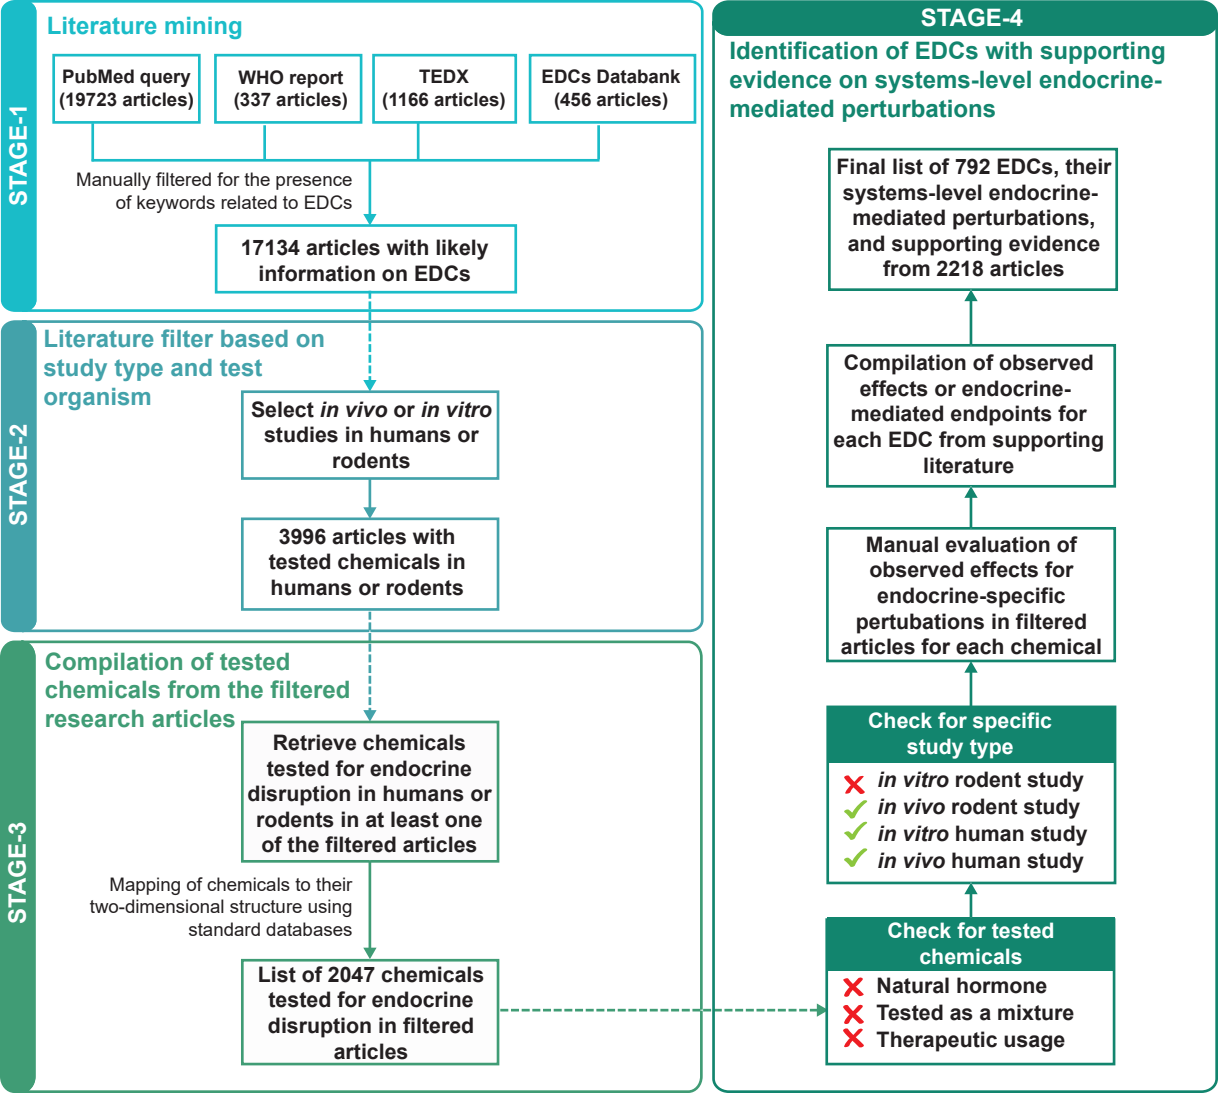 STAGE-1
Literature mining
PubMed query
(19723 articles)
WHO report
(337 articles)
TEDX
(1166 articles)
EDCs Databank
(456 articles)
Manually filtered for the presence
of keywords related to EDCs
17134 articles with likely
information on EDCs
STAGE-2
Literature filter based on
study type and test
organism
Select in vivo or in vitro
studies in humans or
rodents
3996 articles with
tested chemicals in
humans or rodents
STAGE-3
Compilation of tested
chemicals from the filtered
research articles
Retrieve chemicals
tested for endocrine
disruption in humans or
rodents in at least one
of the filtered articles
Mapping of chemicals to their
two-dimensional structure using
standard databases
List of 2047 chemicals
tested for endocrine
disruption in filtered
articles
STAGE-4
Identification of EDCs with supporting
evidence on systems-level endocrine-
mediated perturbations
Final list of 792 EDCs, their
systems-level endocrine-
mediated perturbations,
and supporting evidence
from 2218 articles
Compilation of observed
effects or endocrine-
mediated endpoints for
each EDC from supporting
literature
Manual evaluation of
observed effects for
endocrine-specific
pertubations in filtered
articles for each chemical
Check for specific
study type
in vitro rodent study
in vivo rodent study
in vitro human study
in vivo human study
Check for tested
chemicals
Natural hormone
Tested as a mixture
Therapeutic usage